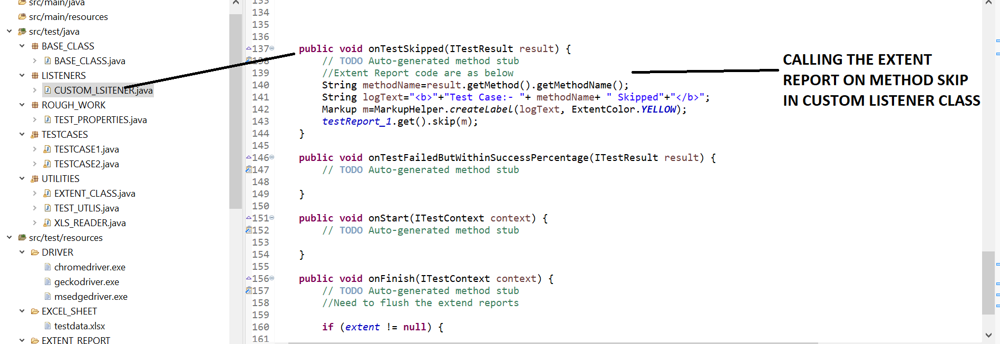 src/main/java
src/main/resources
src/test/java
BASE_CLASS
BASE_CLASS.java
LISTENERS
CUSTOM_LSITENER.java
ROUGH_WORK
TEST_PROPERTIES.java
TESTCASES
TESTCASE1.java
TESTCASE2.java
UTILITIES
EXTENT_CLASS.java
TEST_UTLIS.java
XLS_READER.java
src/test/resources
DRIVER
chromedriver.exe
geckodriver.exe
msedgedriver.exe
EXCEL_SHEET
testdata.xlsx
EXTENT_REPORT
133
134
135
136
137 public void onTestSkipped(ITestResult result) {
138 // TODO Auto-generated method stub
139 //Extent Report code are as below
140 String methodName=result.getMethod().getMethodName();
141 String logText="<b>"+"Test Case:- "+ methodName+ " Skipped"+"</b>";
142 Markup m=MarkupHelper.createLabel(logText, ExtentColor.YELLOW);
143 testReport_1.get().skip(m);
144 }
145
146 public void onTestFailedButWithinSuccessPercentage(ITestResult result) {
147 // TODO Auto-generated method stub
148
149 }
150
151 public void onStart(ITestContext context) {
152 // TODO Auto-generated method stub
153
154 }
155
156 public void onFinish(ITestContext context) {
157 // TODO Auto-generated method stub
158 //Need to flush the extend reports
159
160 if (extent != null) {
161
CALLING THE EXTENT
REPORT ON METHOD SKIP
IN CUSTOM LISTENER CLASS